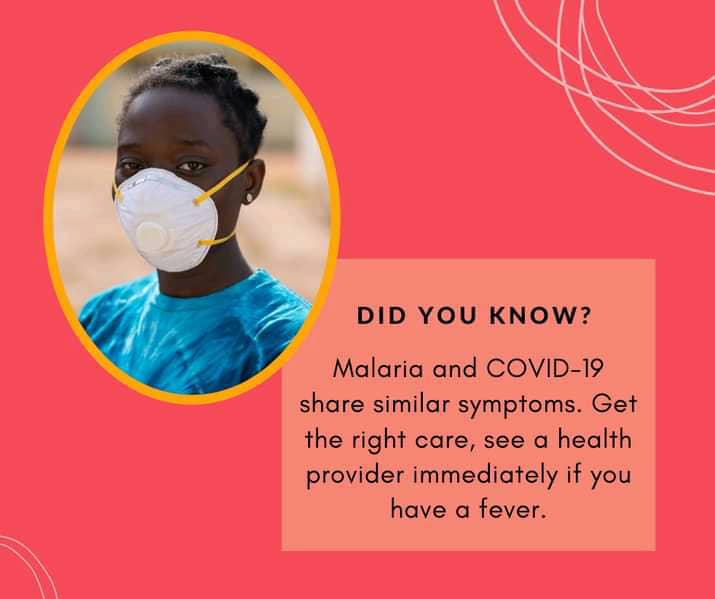 DID YOU KNOW?
Malaria and COVID-19
share similar symptoms. Get
the right care, see a health
provider immediately if you
have a fever.